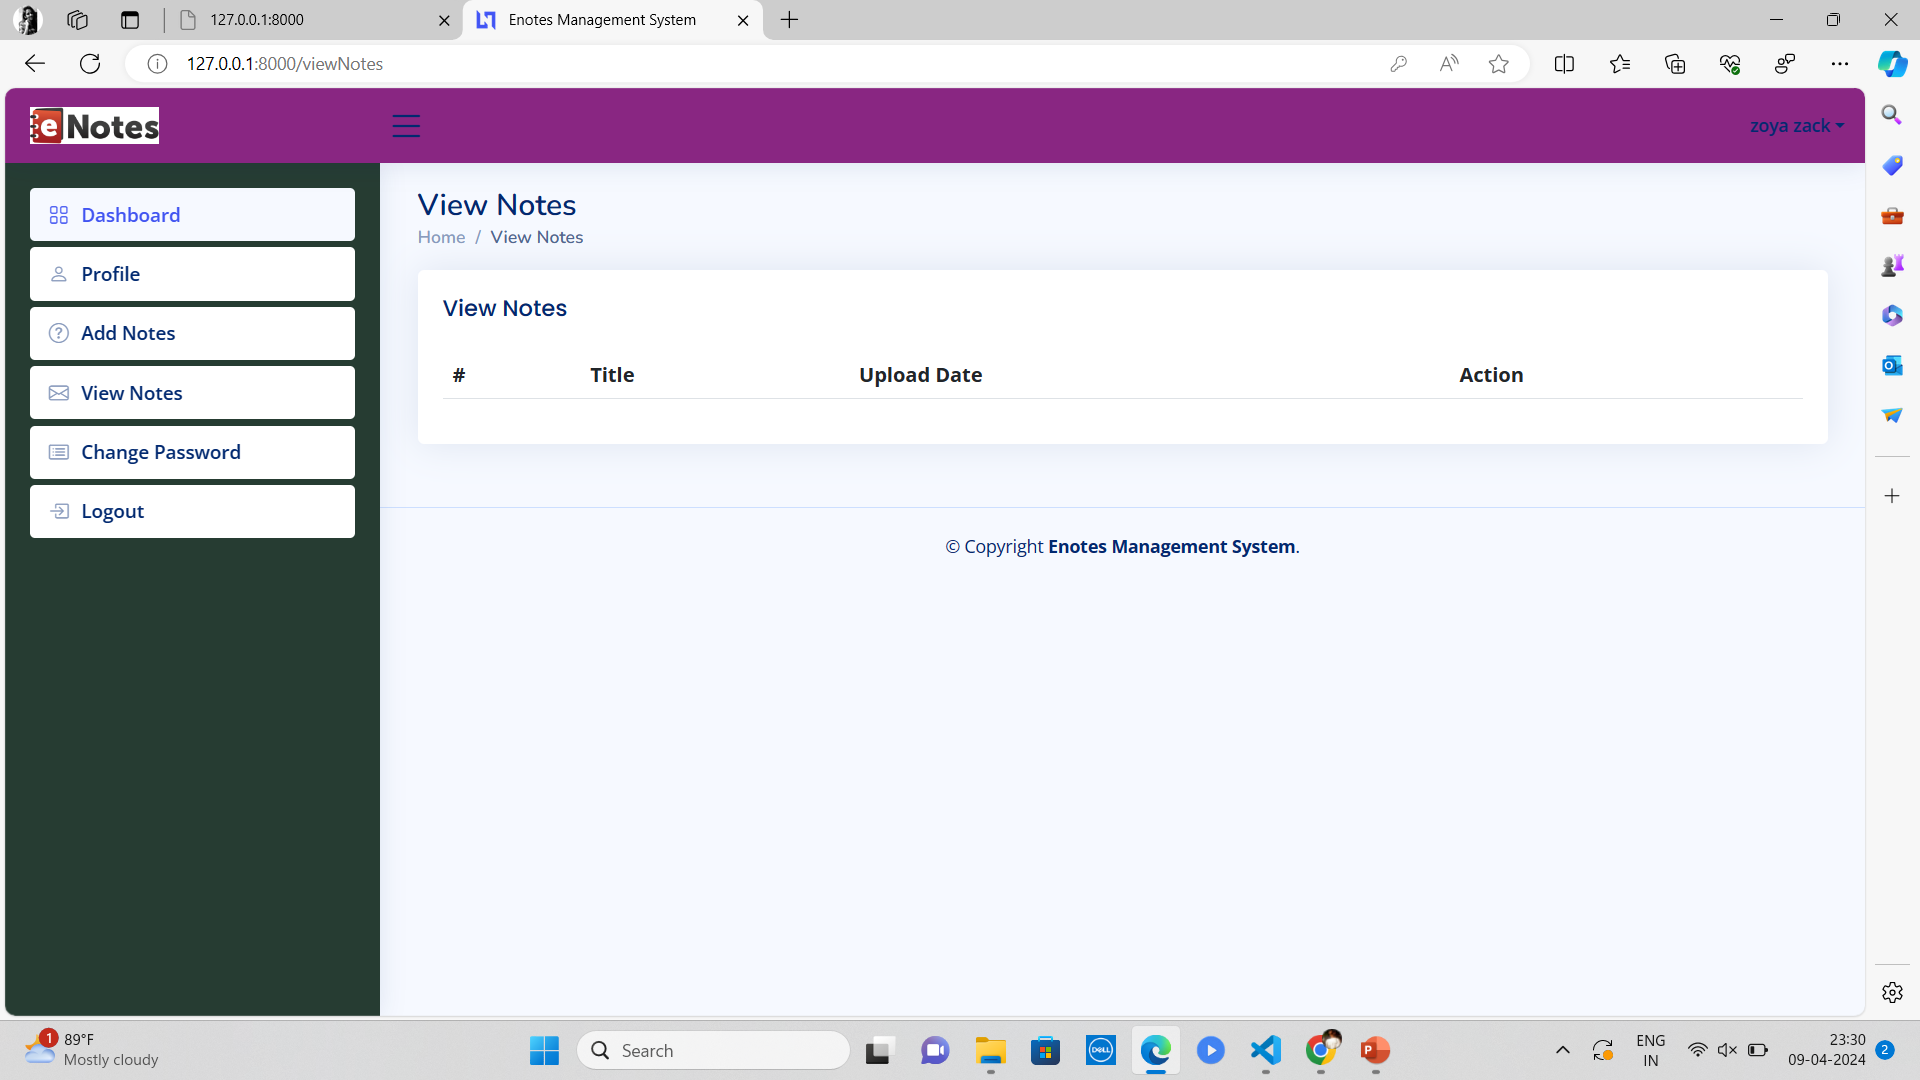 127.0.0.1:8000
Enotes Management System
127.0.0.1:8000/viewNotes
e Notes
zoya zack
Dashboard
Profile
Add Notes
View Notes
Change Password
Logout
View Notes
Home / View Notes
View Notes
# Title Upload Date Action
© Copyright Enotes Management System.
1
89°F
Mostly cloudy
Search
DELL
ENG
IN
23:30
09-04-2024
2